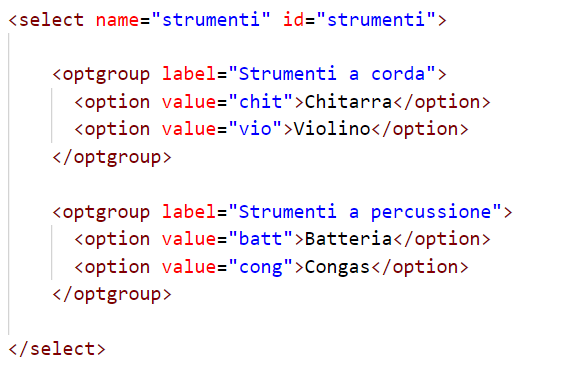 <select name="strumenti" id="strumenti">
<optgroup label="Strumenti a corda">
<option value="chit">Chitarra</option>
<option value="vio">Violino</option>
</optgroup>
<optgroup label="Strumenti a percussione">
<option value="batt">Batteria</option>
<option value="cong">Congas</option>
</optgroup>
</select>